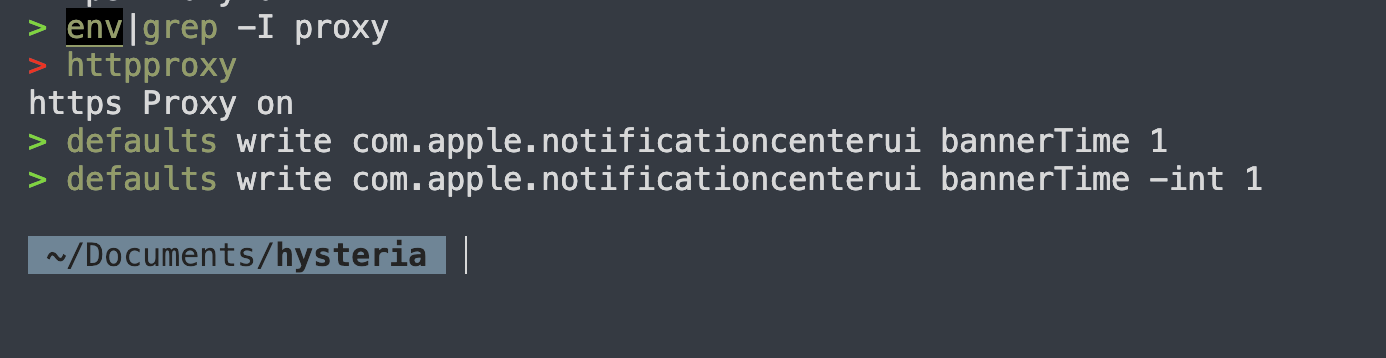 > env|grep -I proxy
> httpproxy
https Proxy on
> defaults write com.apple.notificationcenterui bannerTime 1
> defaults write com.apple.notificationcenterui bannerTime -int 1
~/Documents/hysteria